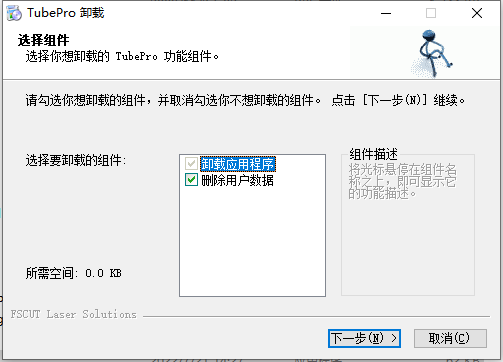 TubePro 卸载
选择组件
选择你想卸载的 TubePro 功能组件。
请勾选你想卸载的组件，并取消勾选你不想卸载的组件。 点击 [下一步(N)] 继续。
选择要卸载的组件:
卸载应用程序
删除用户数据
组件描述
将光标悬停在组件名
称之上，即可显示它
的功能描述。
所需空间: 0.0 KB
FSCUT Laser Solutions
下一步(N) >
取消(C)